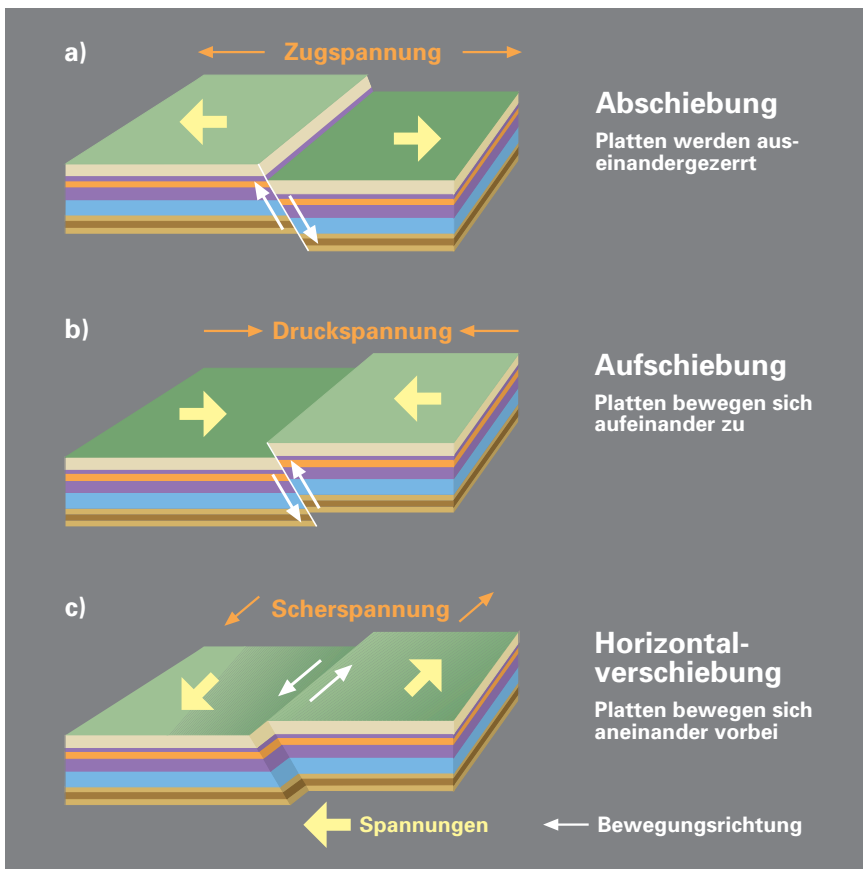 a)
Zugspannung
Abschiebung
Platten werden aus-
einandergezerrt
b)
Druckspannung
Aufschiebung
Platten bewegen sich
aufeinander zu
c)
Scherspannung
Horizontal-
verschiebung
Platten bewegen sich
aneinander vorbei
Spannungen
Bewegungsrichtung